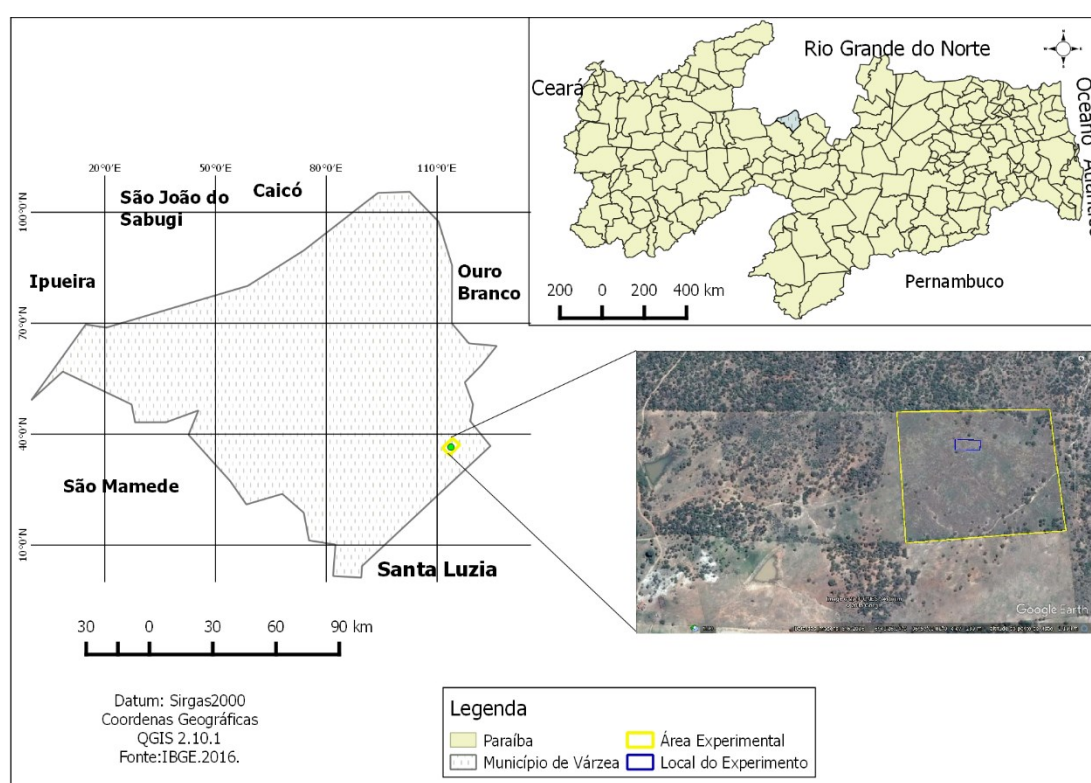 Rio Grande do Norte
Ceará
Oceano Atlântico
Pernambuco
200 0 200 400 km
20°0'E 50°0'E 80°0'E 110°0'E
100°0'N
70°0'N
40°0'N
10°0'N
São João do
Sabugi
Caicó
Ipueira
Ouro
Branco
São Mamede
Santa Luzia
30 0 30 60 90 km
Google Earth
Datum: Sirgas2000
Coordenas Geográficas
QGIS 2.10.1
Fonte:IBGE.2016.
Legenda
Paraíba
Município de Várzea
Área Experimental
Local do Experimento